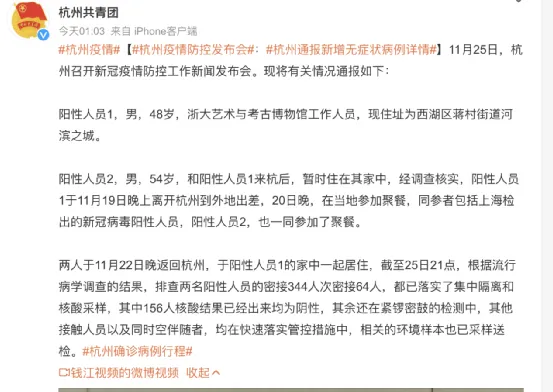 杭州共青团
今天01:03 来自 iPhone客户端
#杭州疫情#【#杭州疫情防控发布会#：#杭州通报新增无症状病例详情#】11月25日，杭
州召开新冠疫情防控工作新闻发布会。现将有关情况通报如下：
阳性人员1，男，48岁，浙大艺术与考古博物馆工作人员，现住址为西湖区蒋村街道河
滨之城。
阳性人员2，男，54岁，和阳性人员1来杭后，暂时住在其家中，经调查核实，阳性人员
1于11月19日晚上离开杭州到外地出差，20日晚，在当地参加聚餐，同参者包括上海检
出的新冠病毒阳性人员，阳性人员2，也一同参加了聚餐。
两人于11月22日晚返回杭州，于阳性人员1的家中一起居住，截至25日21点，根据流行
病学调查的结果，排查两名阳性人员的密接344人次密接64人，都已落实了集中隔离和
核酸采样，其中156人核酸结果已经出来均为阴性，其余还在紧锣密鼓的检测中，其他
接触人员以及同时空伴随者，均在快速落实管控措施中，相关的环境样本也已采样送
检。#杭州确诊病例行程#
钱江视频的微博视频 收起